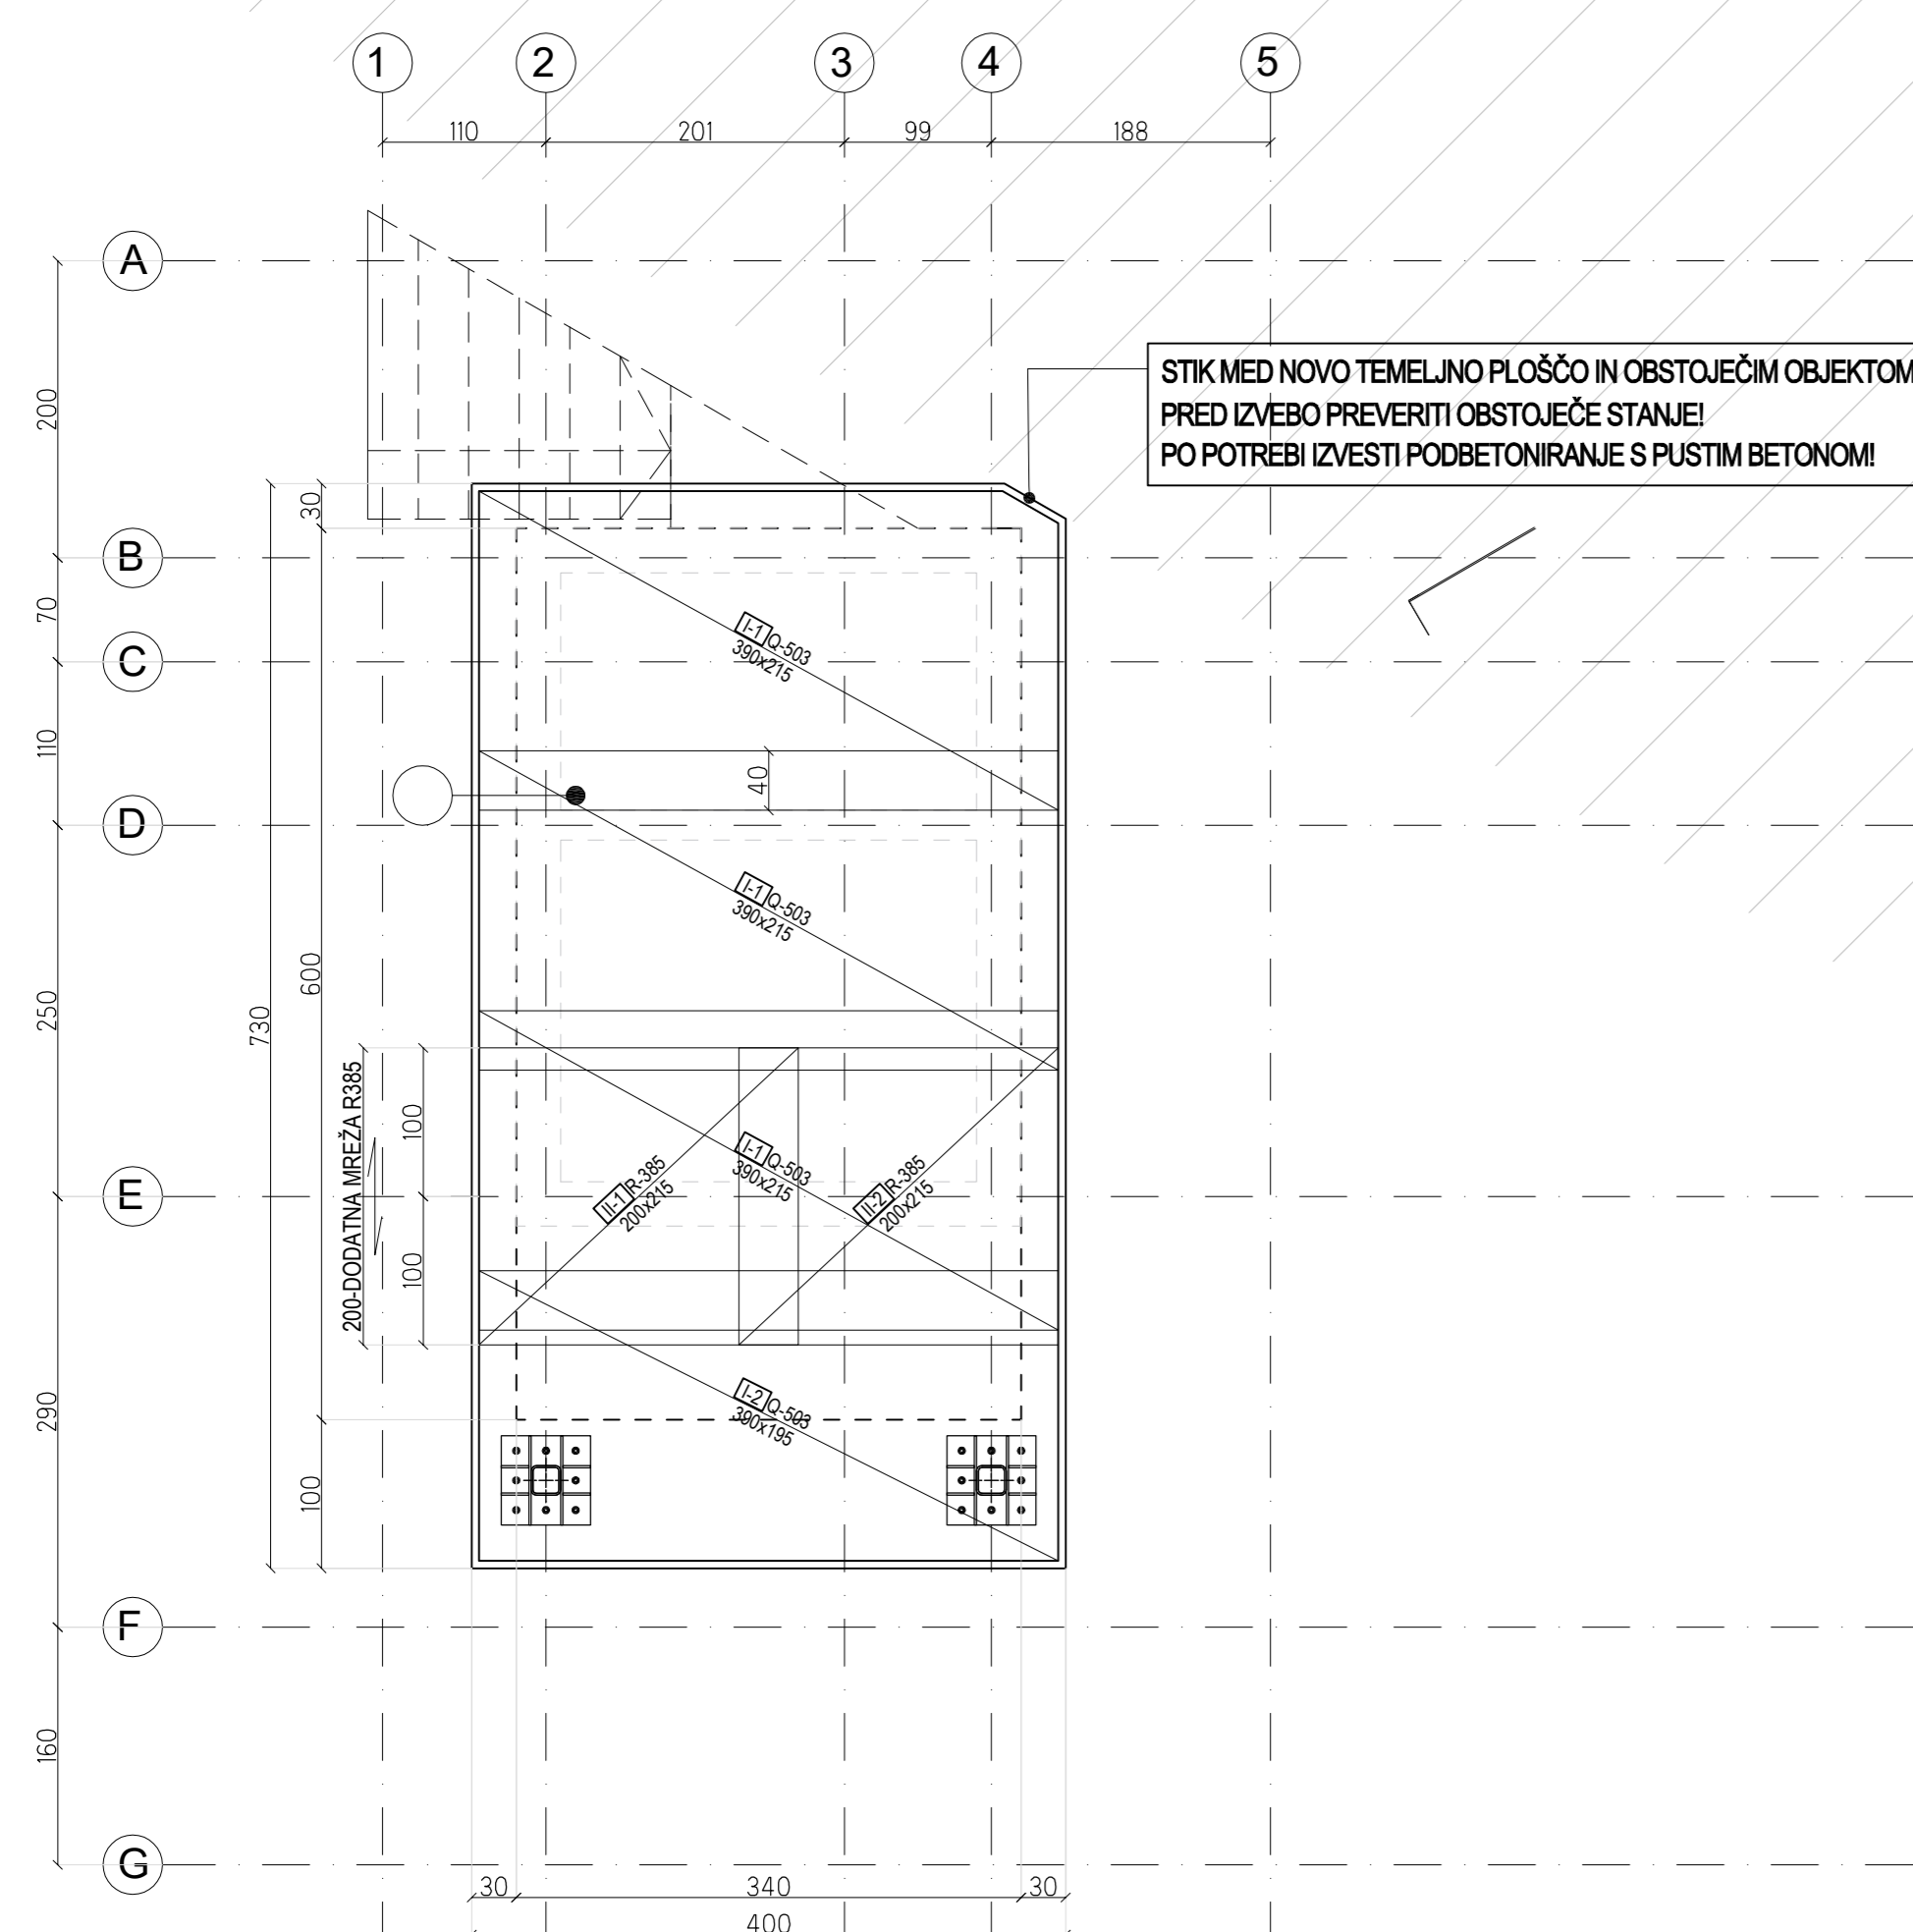 1 2 3 4 5
110 201 99 188
A
200
STIK MED NOVO TEMELJNO PLOŠČO IN OBSTOJEČIM OBJEKTOM
PRED IZVEBO PREVERITI OBSTOJEČE STANJE!
PO POTREBI IZVESTI PODBETONIRANJE S PUSTIM BETONOM!
30
B
70
I-1 Q-503
390x215
C
110
40
D
I-1 Q-503
390x215
250
600
730
200-DODATNA MREŽA R385
100
I-1 Q-503
390x215
E
II-1 R-385
200x215
II-2 R-385
200x215
100
290
I-2 Q-503
390x195
100
F
160
G
30 340 30
400